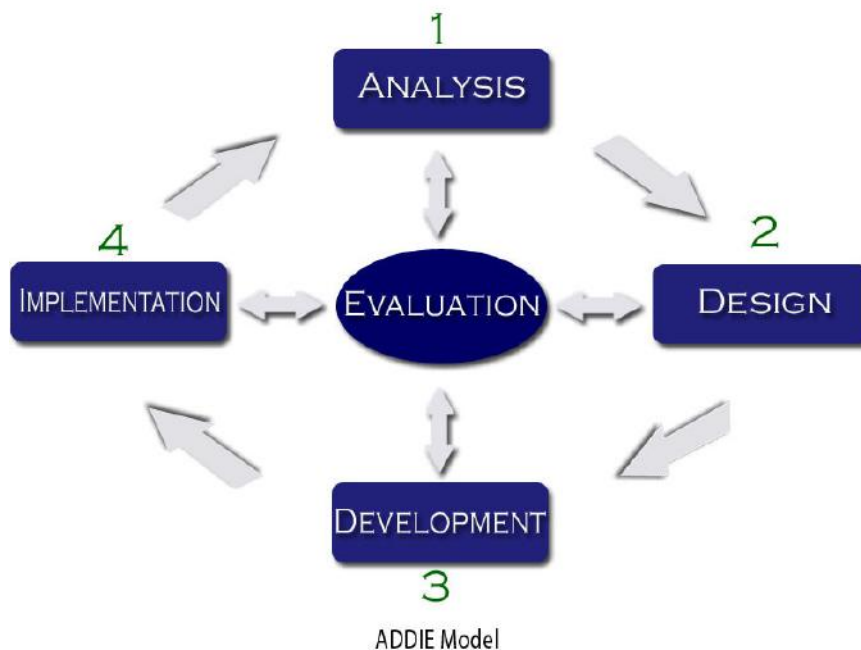 1
ANALYSIS
2
DESIGN
4
IMPLEMENTATION
EVALUATION
DEVELOPMENT
3
ADDIE Model